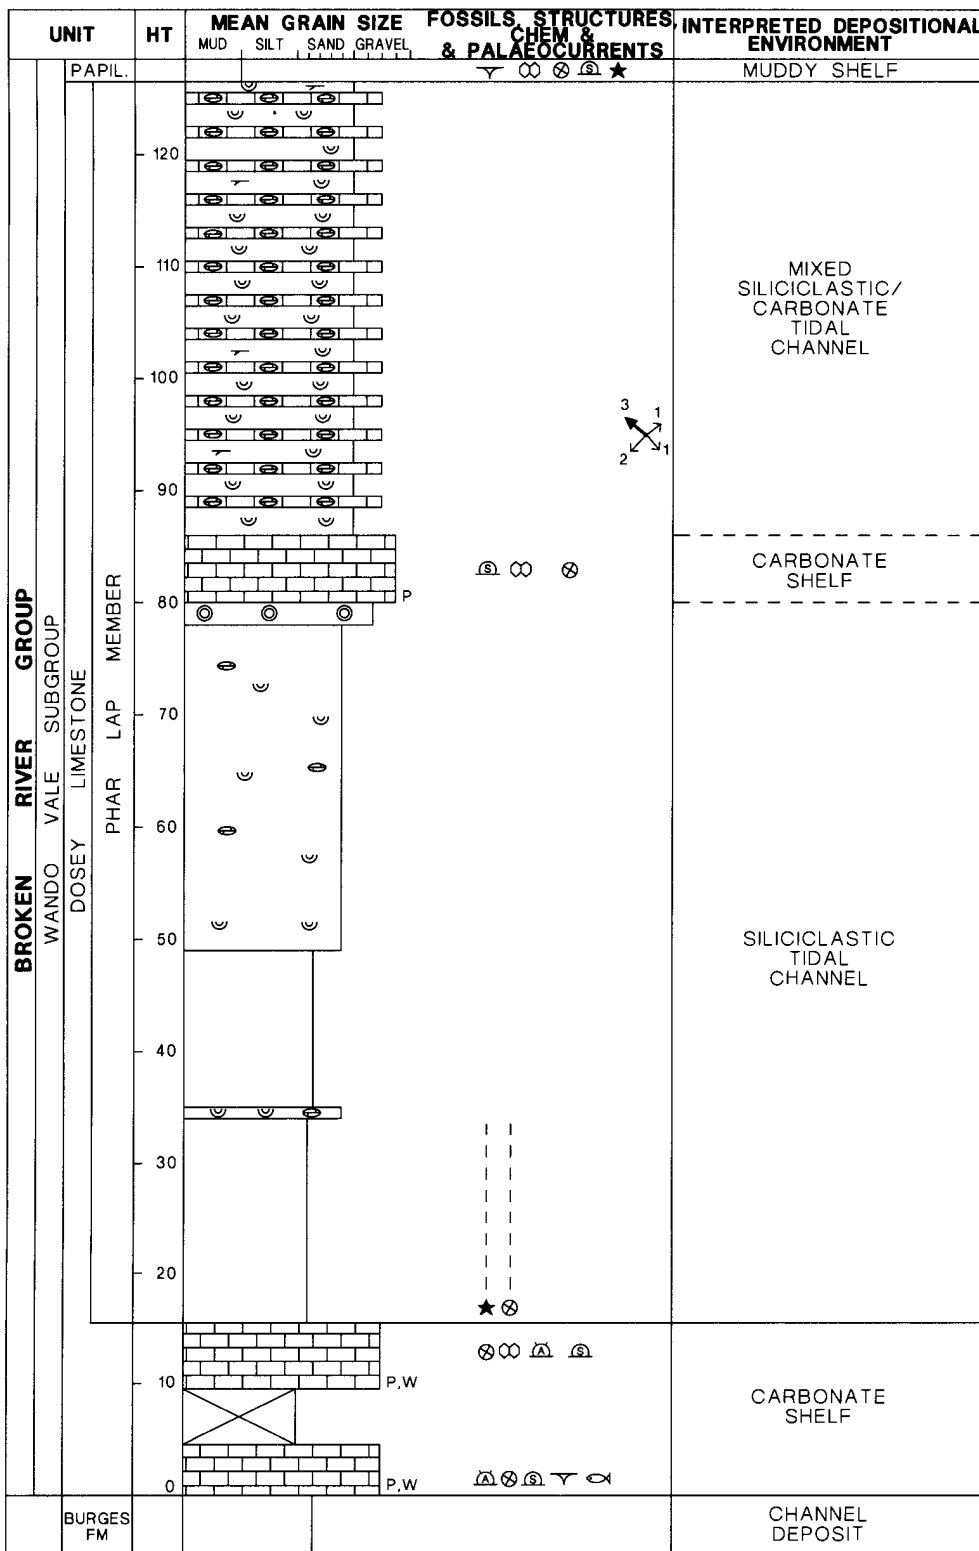 UNIT
HT
MEAN GRAIN SIZE
MUD SILT SAND GRAVEL
FOSSILS, STRUCTURES,
CHEM &
& PALAEOCURRENTS
INTERPRETED DEPOSITIONAL
ENVIRONMENT
PAPIL.
S
MUDDY SHELF
120
110
MIXED
SILICICLASTIC/
CARBONATE
TIDAL
CHANNEL
100
3 1
2 1
90
S
CARBONATE
SHELF
P
80
BROKEN RIVER GROUP
WANDO VALE SUBGROUP
DOSEY LIMESTONE
PHAR LAP MEMBER
70
60
50
SILICICLASTIC
TIDAL
CHANNEL
40
30
20
A S
10
P,W
CARBONATE
SHELF
A S
0
P,W
BURGES
FM
CHANNEL
DEPOSIT